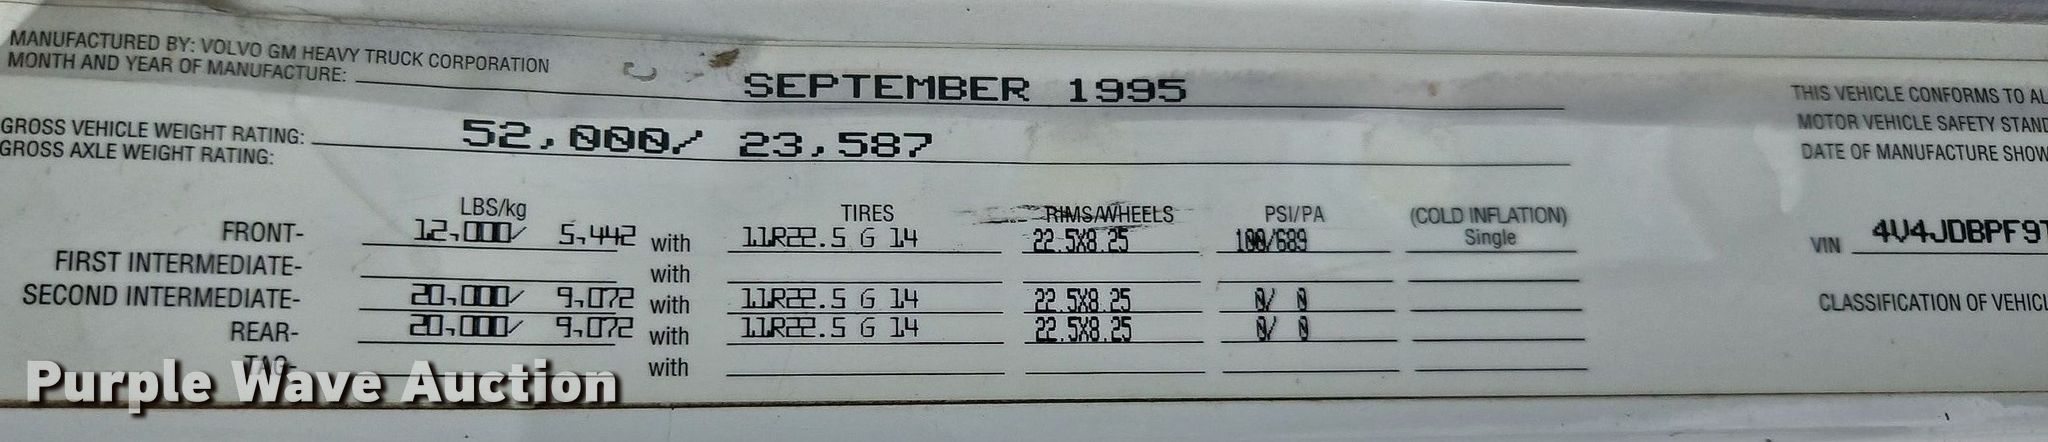 MANUFACTURED BY: VOLVO GM HEAVY TRUCK CORPORATION
MONTH AND YEAR OF MANUFACTURE: SEPTEMBER 1995
GROSS VEHICLE WEIGHT RATING: 52,000/ 23,587
GROSS AXLE WEIGHT RATING:
LBS/kg TIRES RIMS/WHEELS PSI/PA (COLD INFLATION)
FRONT- 12,000/ 5,442 with 11R22.5 G 14 22.5X8.25 100/689 Single
FIRST INTERMEDIATE- with
SECOND INTERMEDIATE- 20,000/ 9,072 with 11R22.5 G 14 22.5X8.25 0/ 0
REAR- 20,000/ 9,072 with 11R22.5 G 14 22.5X8.25 0/ 0
TAG- with
THIS VEHICLE CONFORMS TO AL
MOTOR VEHICLE SAFETY STAND
DATE OF MANUFACTURE SHOW
VIN 4V4JDBPF9T
CLASSIFICATION OF VEHICL
Purple Wave Auction